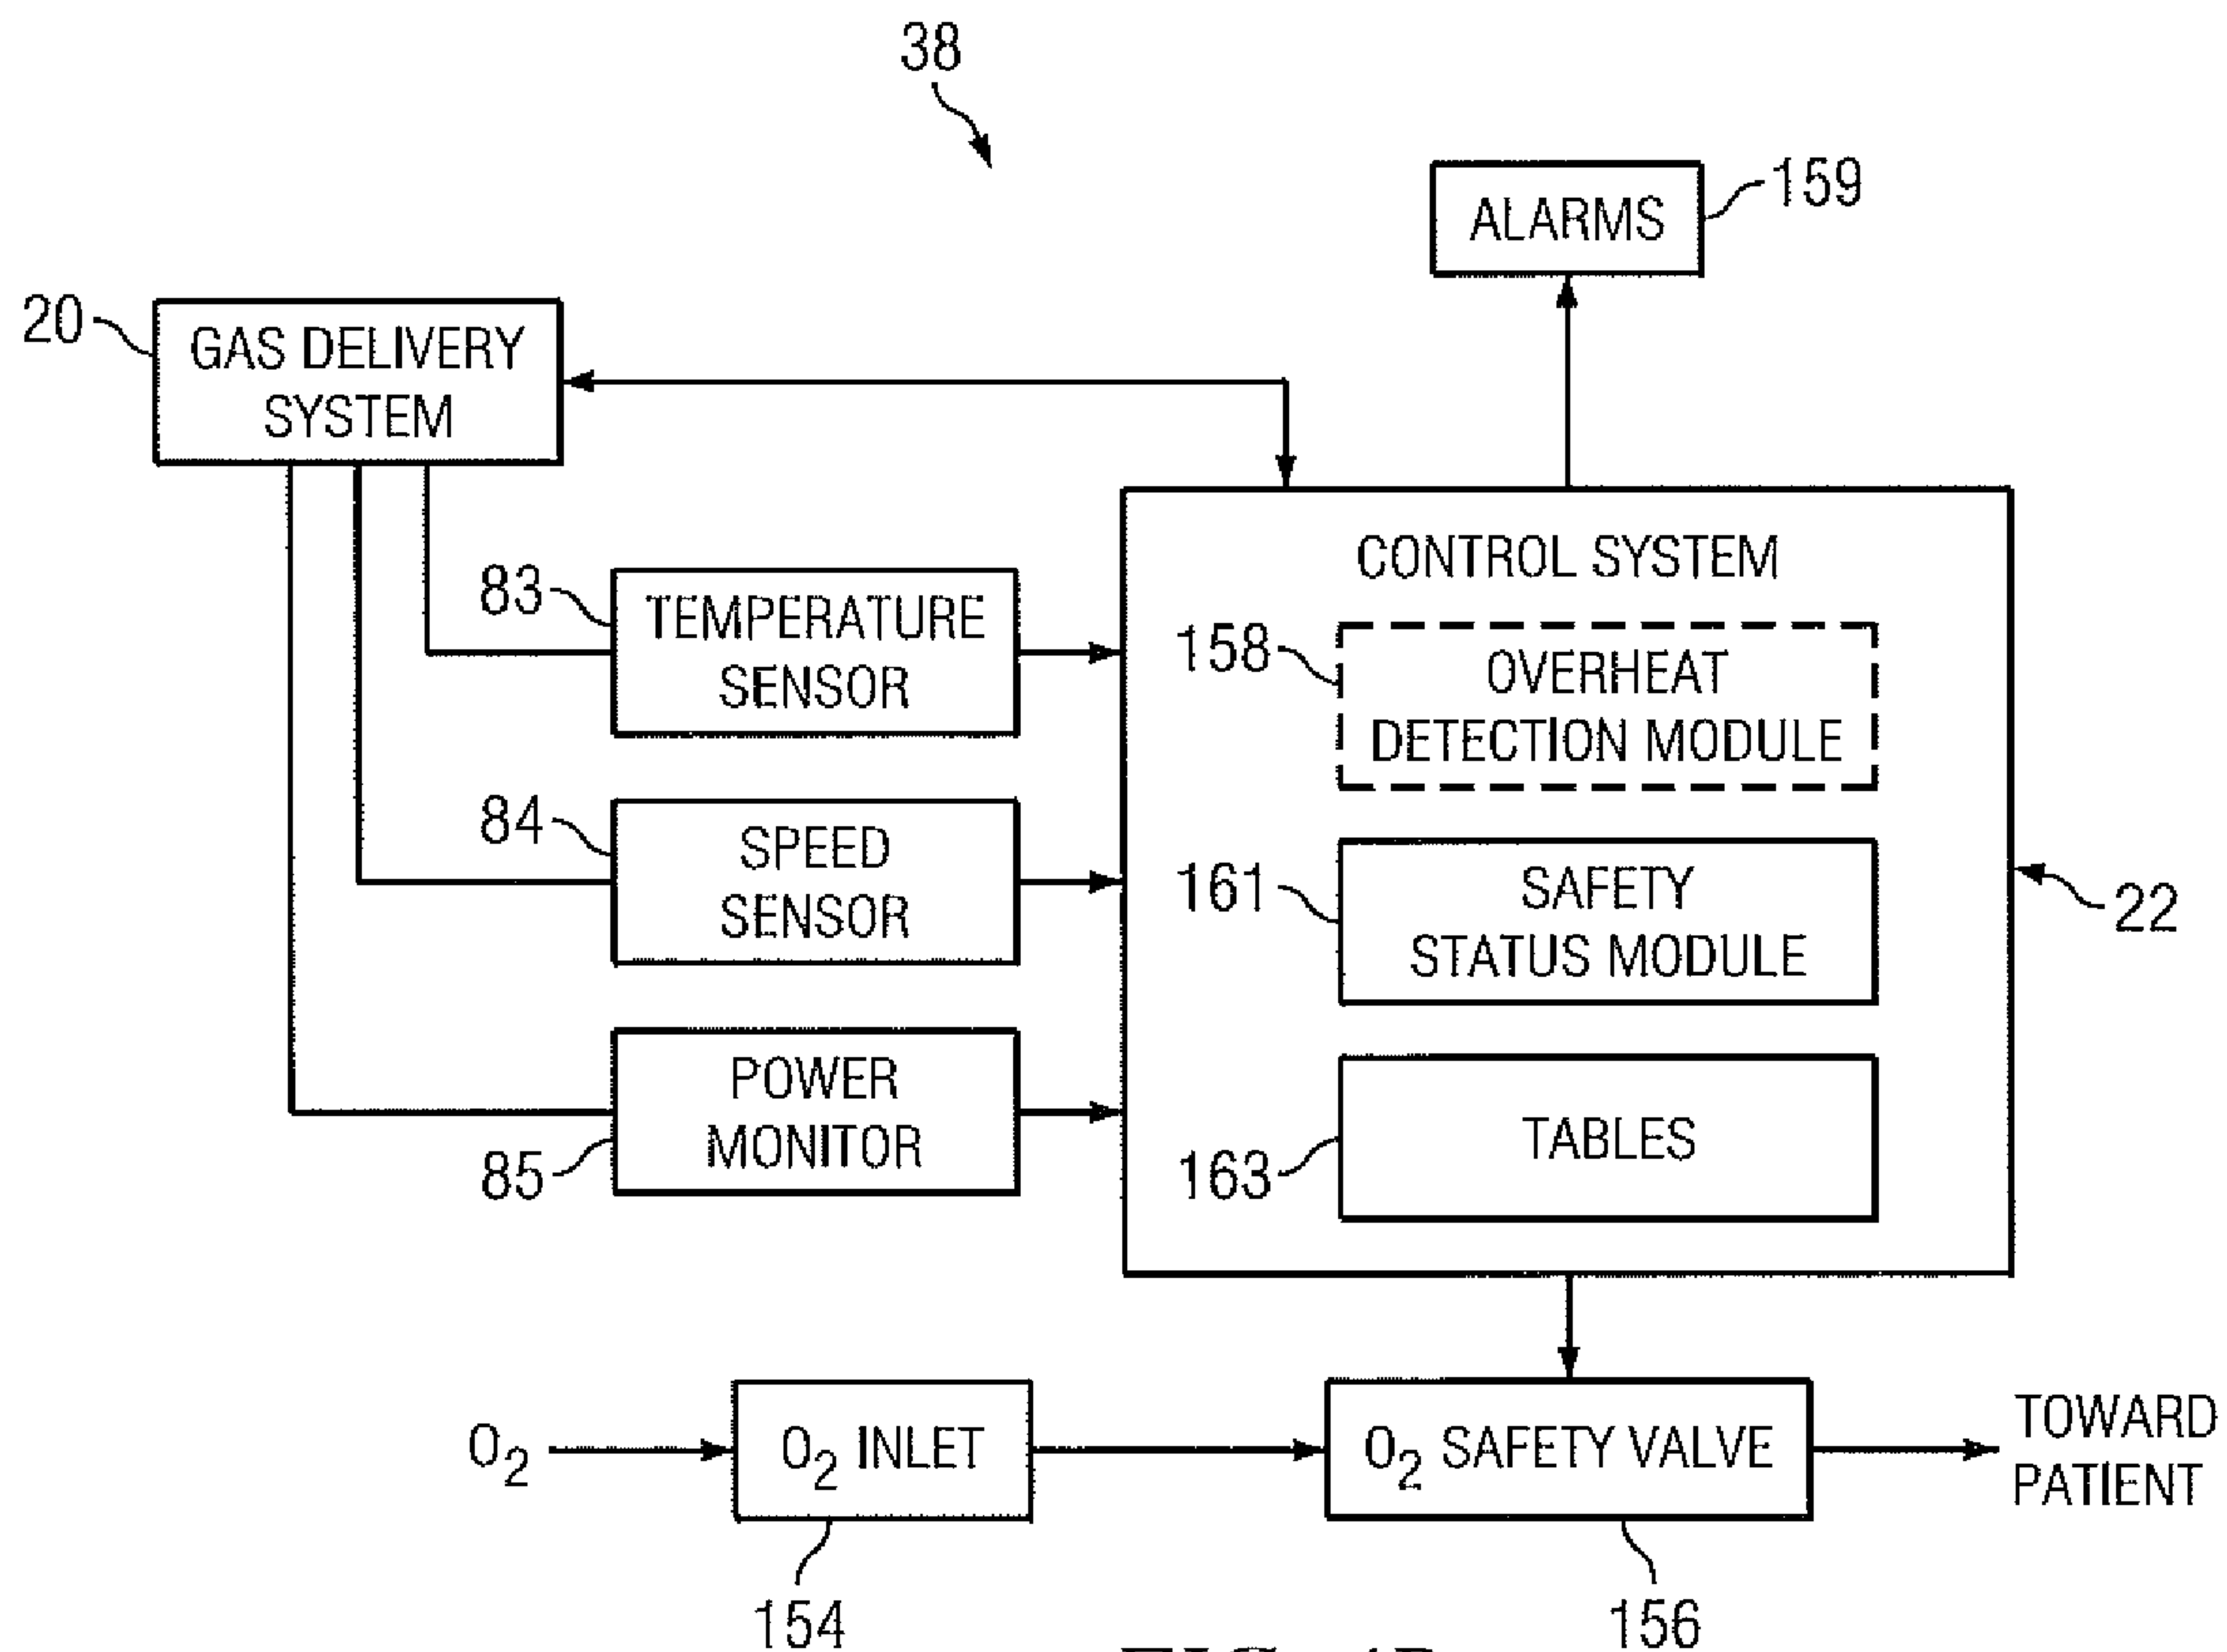 38
ALARMS
159
20
GAS DELIVERY
SYSTEM
CONTROL SYSTEM
83
TEMPERATURE
SENSOR
158
OVERHEAT
DETECTION MODULE
84
SPEED
SENSOR
161
SAFETY
STATUS MODULE
22
POWER
MONITOR
85
163
TABLES
O2
O2 INLET
O2 SAFETY VALVE
TOWARD
PATIENT
154
156